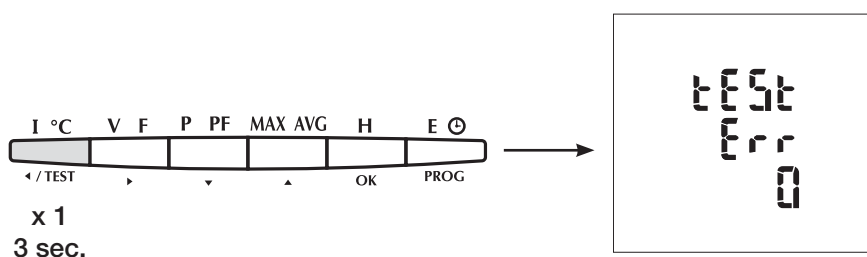 I °C V F P PF MAX AVG H E
/ TEST OK PROG
x 1
3 sec.
tESt
Err
0